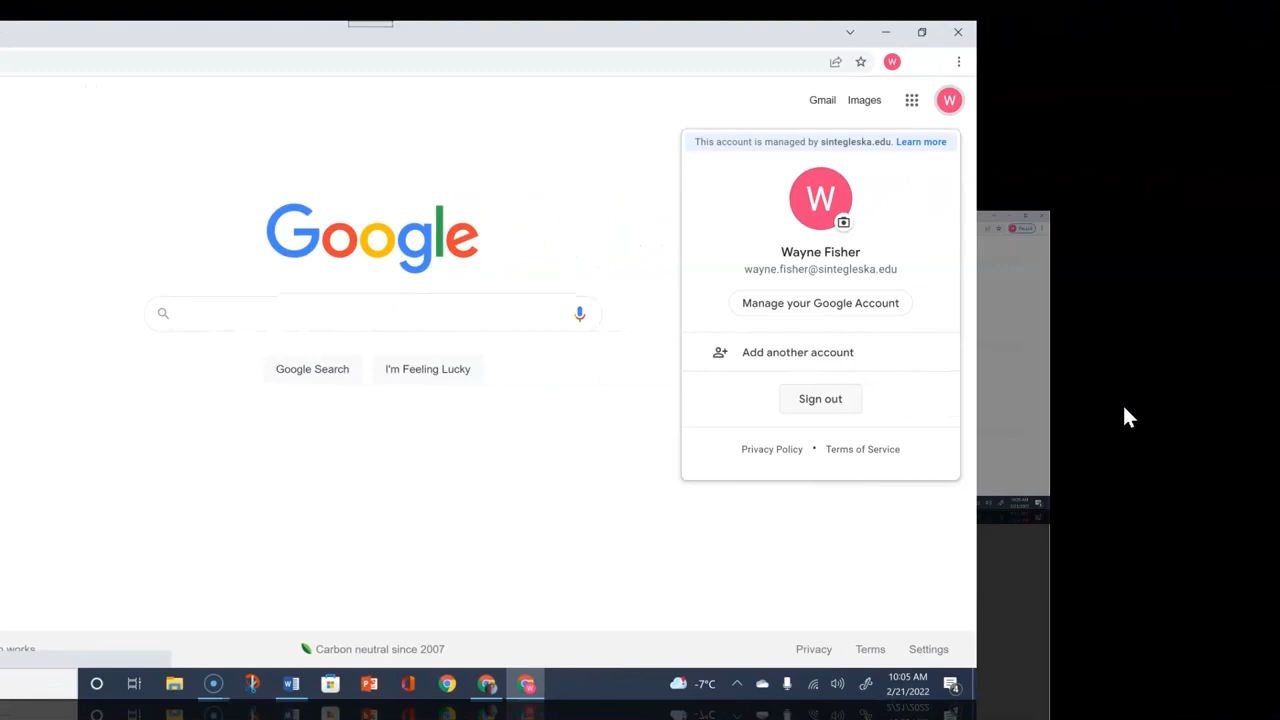 W
Gmail Images W
This account is managed by sintegleska.edu. Learn more
W
Google
Wayne Fisher
wayne.fisher@sintegleska.edu
Manage your Google Account
Add another account
Google Search I'm Feeling Lucky
Sign out
Privacy Policy • Terms of Service
works
Carbon neutral since 2007
Privacy Terms Settings
-7°C
10:05 AM
2/21/2022
4